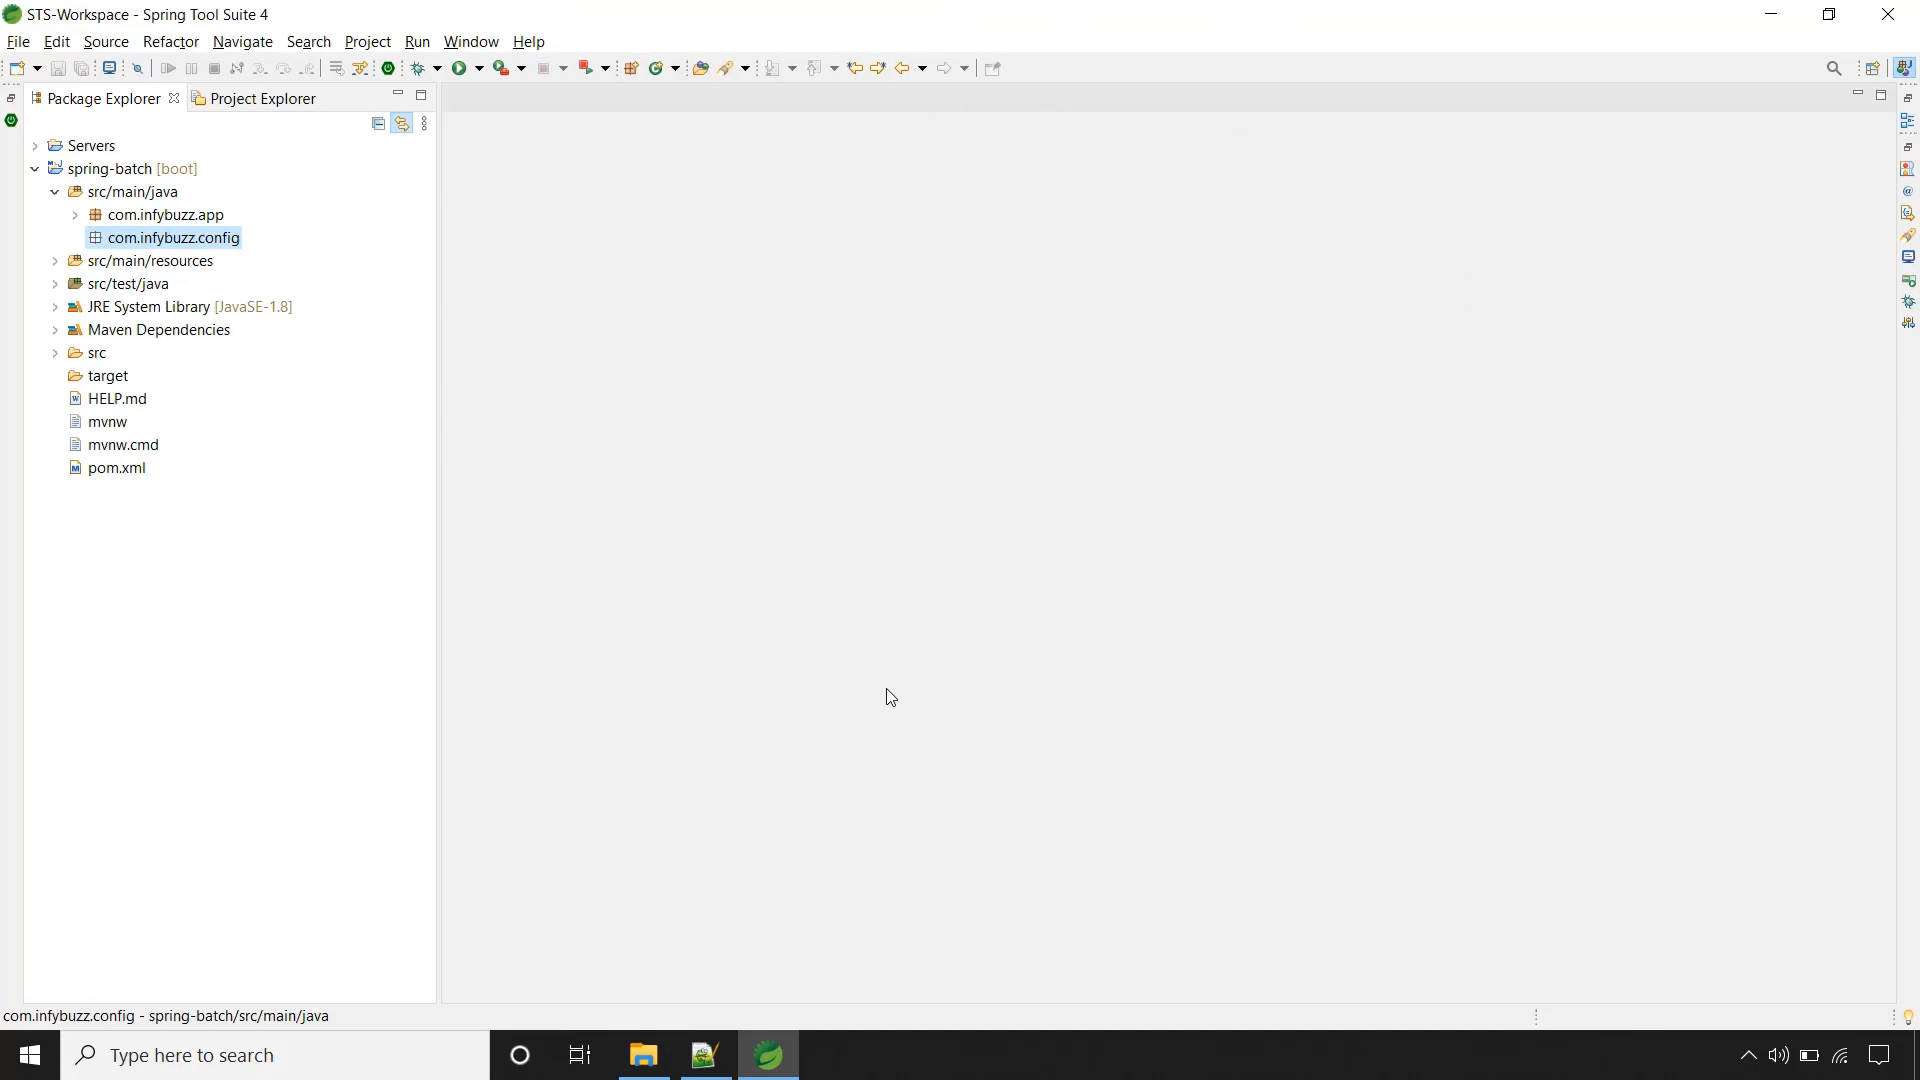 STS-Workspace - Spring Tool Suite 4
File Edit Source Refactor Navigate Search Project Run Window Help
Package Explorer Project Explorer
Servers
spring-batch [boot]
src/main/java
com.infybuzz.app
com.infybuzz.config
src/main/resources
src/test/java
JRE System Library [JavaSE-1.8]
Maven Dependencies
src
target
HELP.md
mvnw
mvnw.cmd
pom.xml
com.infybuzz.config - spring-batch/src/main/java
Type here to search